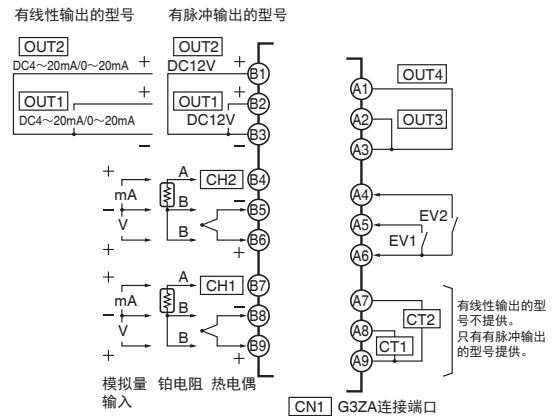 有线性输出的型号 有脉冲输出的型号
OUT2 OUT2
DC4～20mA/0～20mA + DC12V + B1
OUT1 + OUT1 + B2
DC4～20mA/0～20mA DC12V
− − B3
+ A CH2 B4
mA
− B − B5
V
+ B + B6
+ A CH1 B7
mA
− B − B8
V
+ B + B9
模拟量 铂电阻 热电偶
输入
A1 OUT4
A2 OUT3
A3
A4
A5 EV1 EV2
A6
A7 CT2
A8 CT1
A9
有线性输出的型
号不提供。
只有有脉冲输出
的型号提供。
CN1 G3ZA连接端口